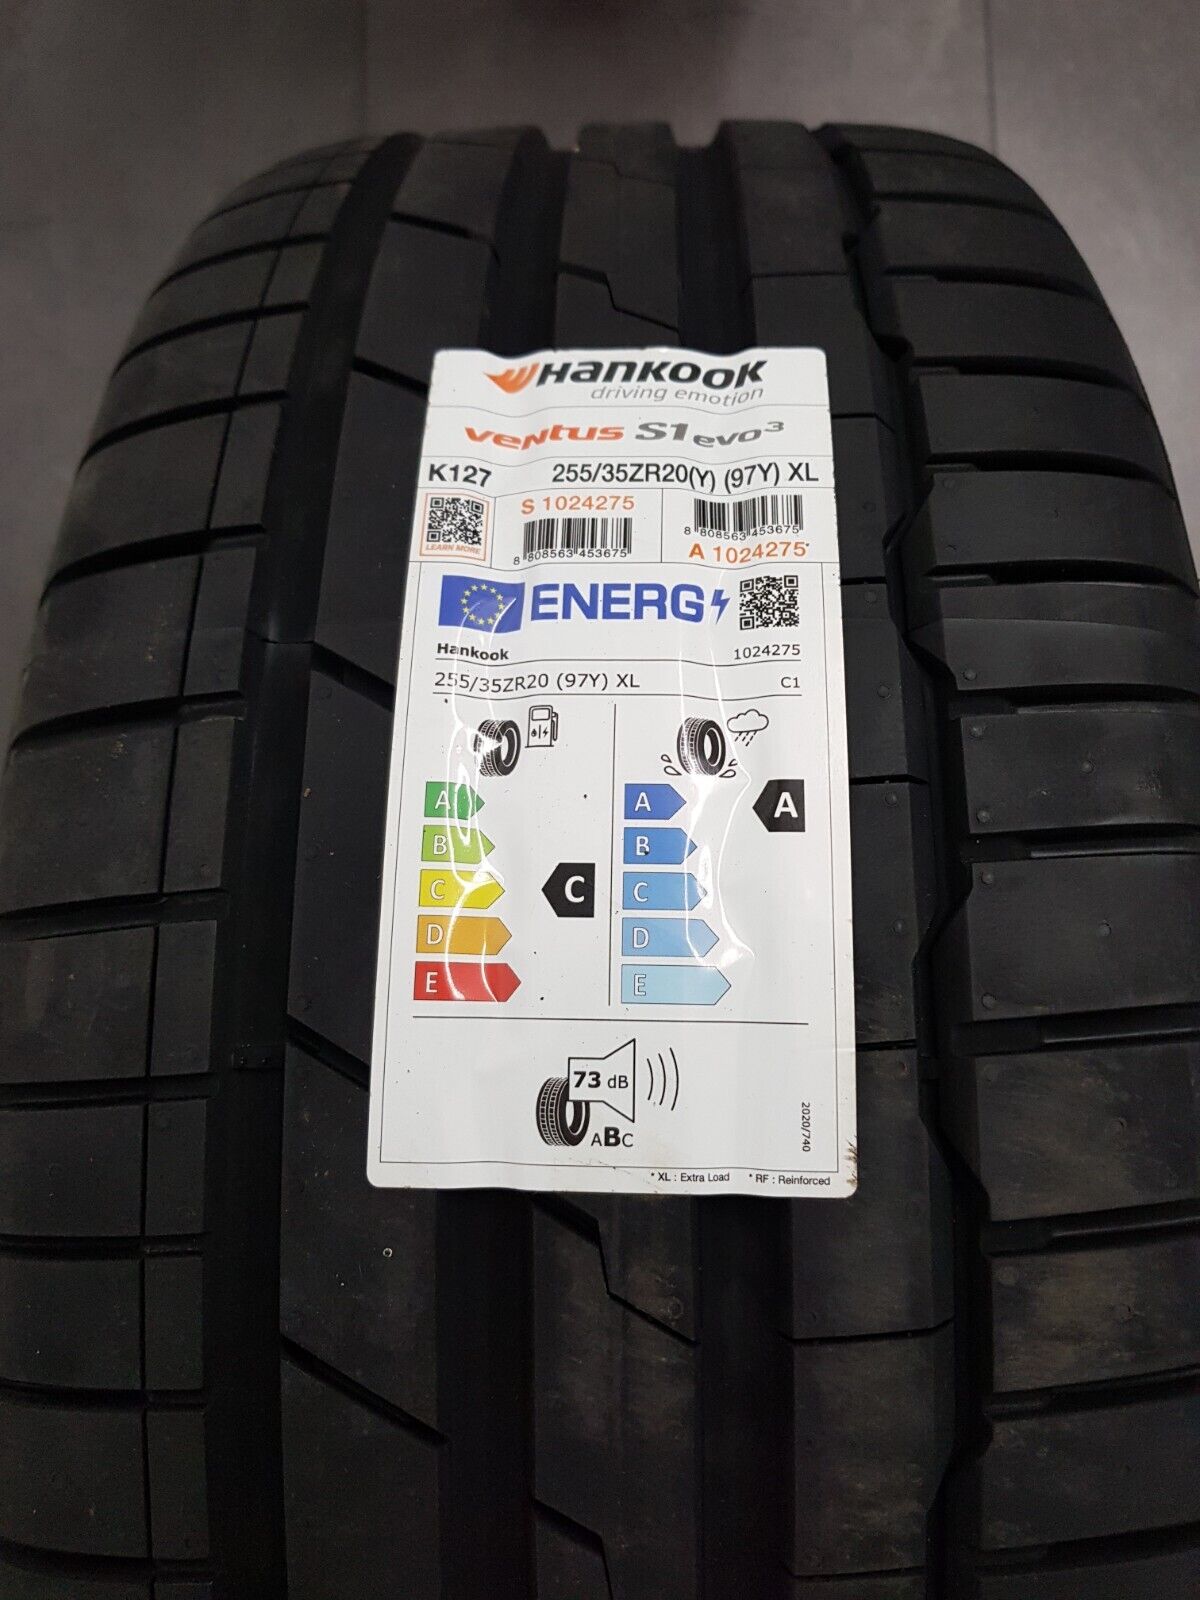 HANKOOK
driving emotion
ventus S1 evo³
K127 255/35ZR20(Y) (97Y) XL
LEARN MORE
S 1024275
8 808563 453675
8 808563 453675
A 1024275*
ENERG
Hankook 1024275
255/35ZR20 (97Y) XL C1
A
B
C
D
E
C
A
B
C
D
E
A
73 dB
ABC
2020/740
* XL : Extra Load * RF : Reinforced